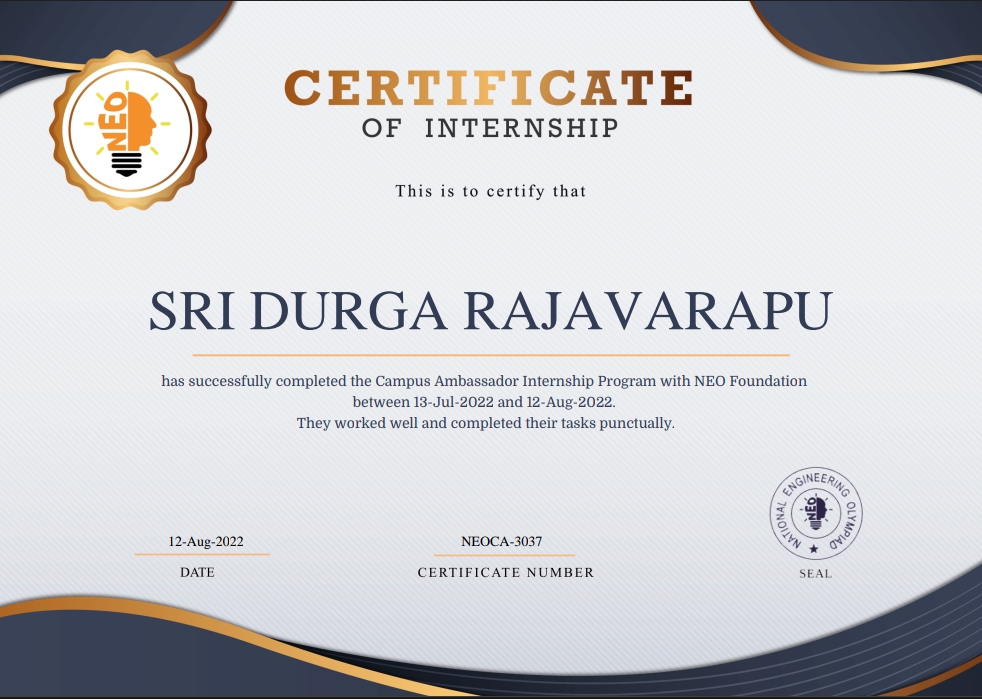 NEO
CERTIFICATE
OF INTERNSHIP
This is to certify that
SRI DURGA RAJAVARAPU
has successfully completed the Campus Ambassador Internship Program with NEO Foundation
between 13-Jul-2022 and 12-Aug-2022.
They worked well and completed their tasks punctually.
12-Aug-2022
DATE
NEOCA-3037
CERTIFICATE NUMBER
NATIONAL ENGINEERING OLYMPIAD
NEO
SEAL